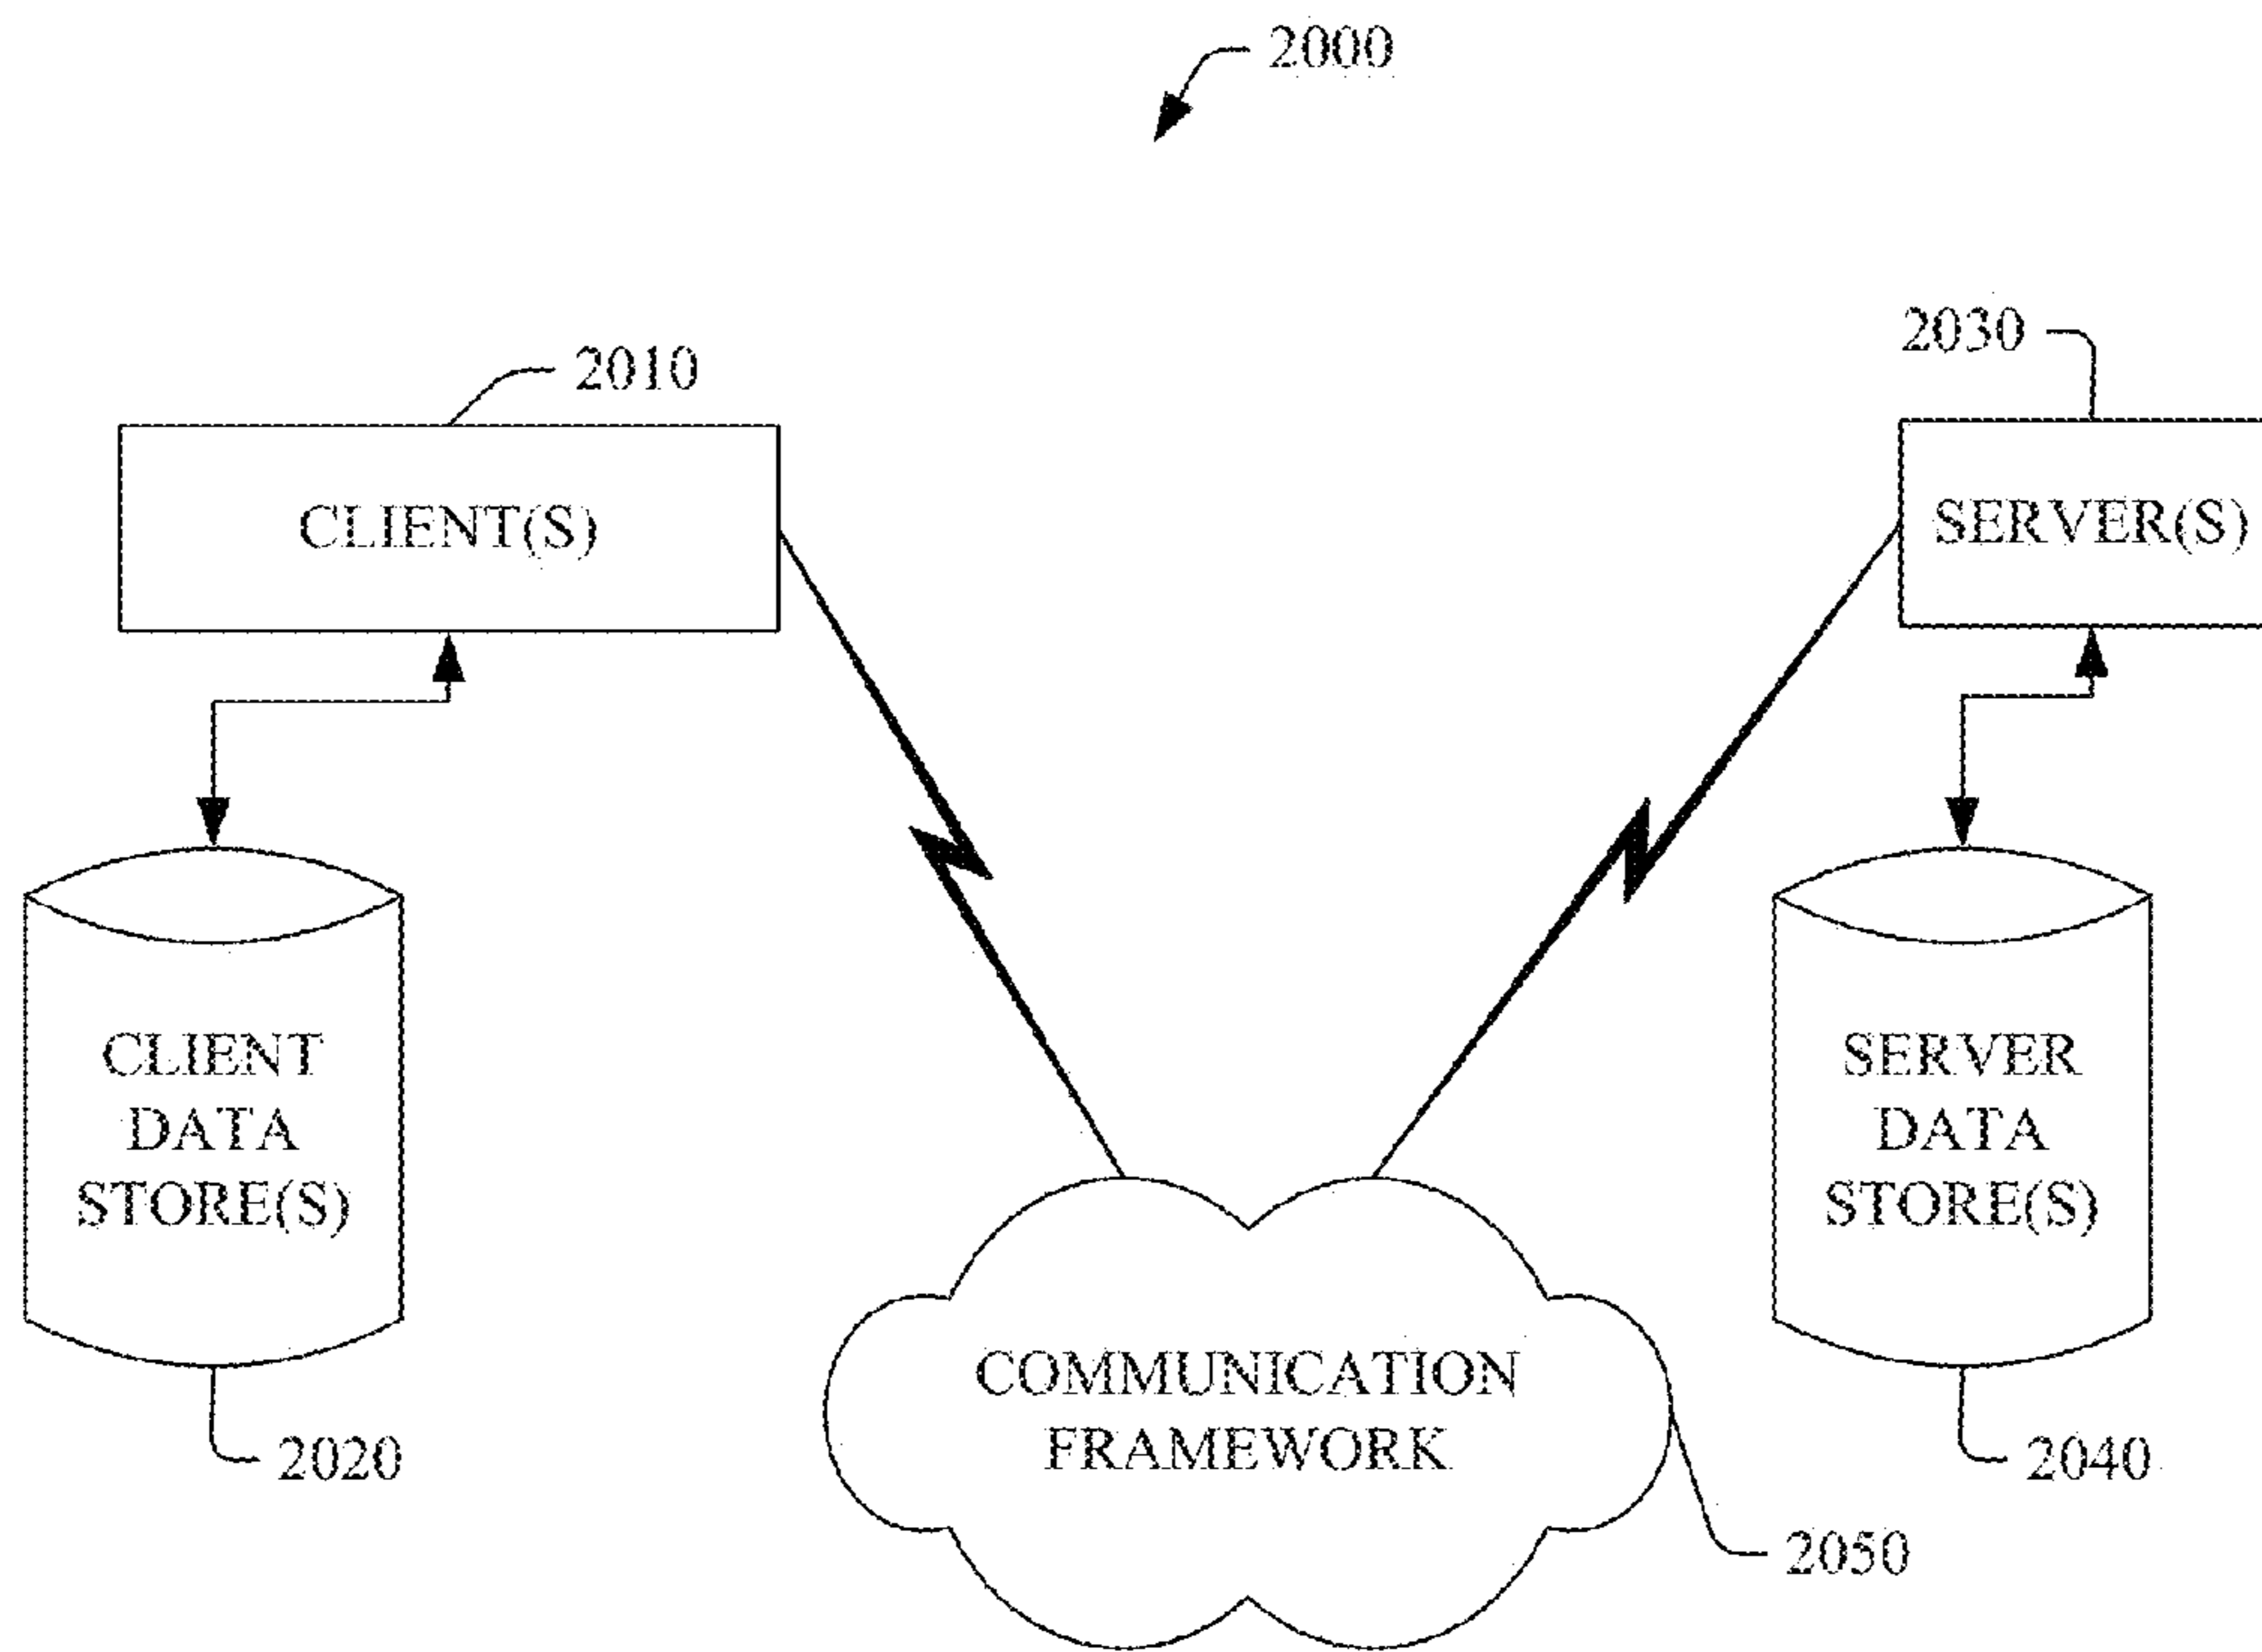 2000
2010
2030
CLIENT(S)
SERVER(S)
CLIENT
DATA
STORE(S)
SERVER
DATA
STORE(S)
COMMUNICATION
FRAMEWORK
2020
2040
2050